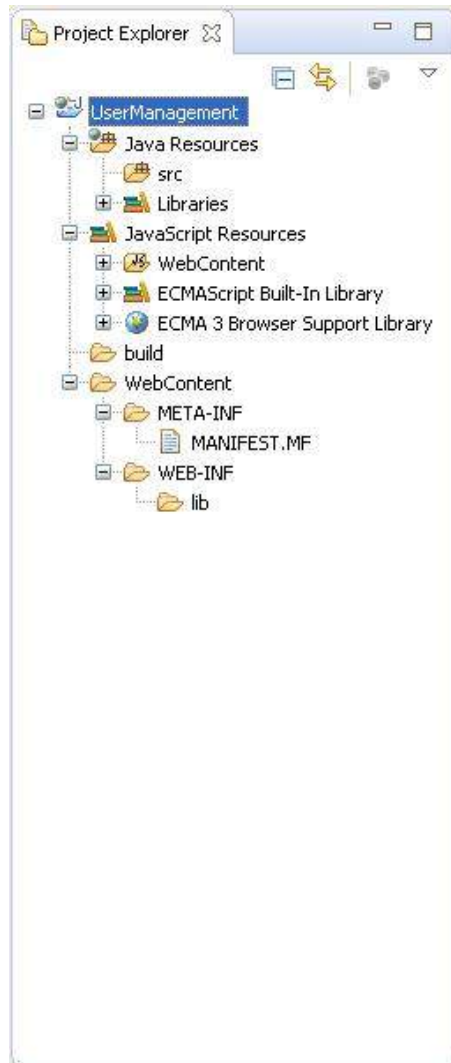 Project Explorer
UserManagement
Java Resources
src
Libraries
JavaScript Resources
WebContent
ECMAScript Built-In Library
ECMA 3 Browser Support Library
build
WebContent
META-INF
MANIFEST.MF
WEB-INF
lib